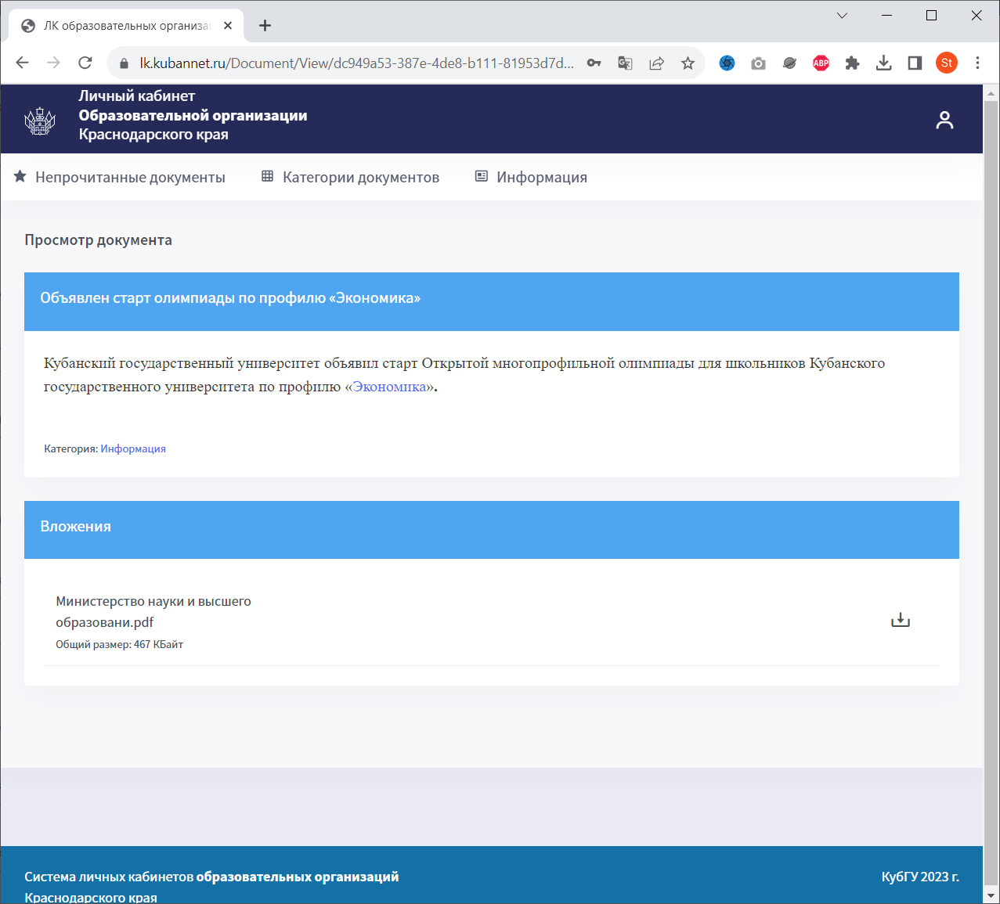 ЛК образовательных организа
lk.kubannet.ru/Document/View/dc949a53-387e-4de8-b111-81953d7d...
ABP
St
Личный кабинет
Образовательной организации
Краснодарского края
Непрочитанные документы
Категории документов
Информация
Просмотр документа
Объявлен старт олимпиады по профилю «Экономика»
Кубанский государственный университет объявил старт Открытой многопрофильной олимпиады для школьников Кубанского
государственного университета по профилю «Экономика».
Категория: Информация
Вложения
Министерство науки и высшего
образовани.pdf
Общий размер: 467 КБайт
Система личных кабинетов образовательных организаций
Краснодарского края
КубГУ 2023 г.